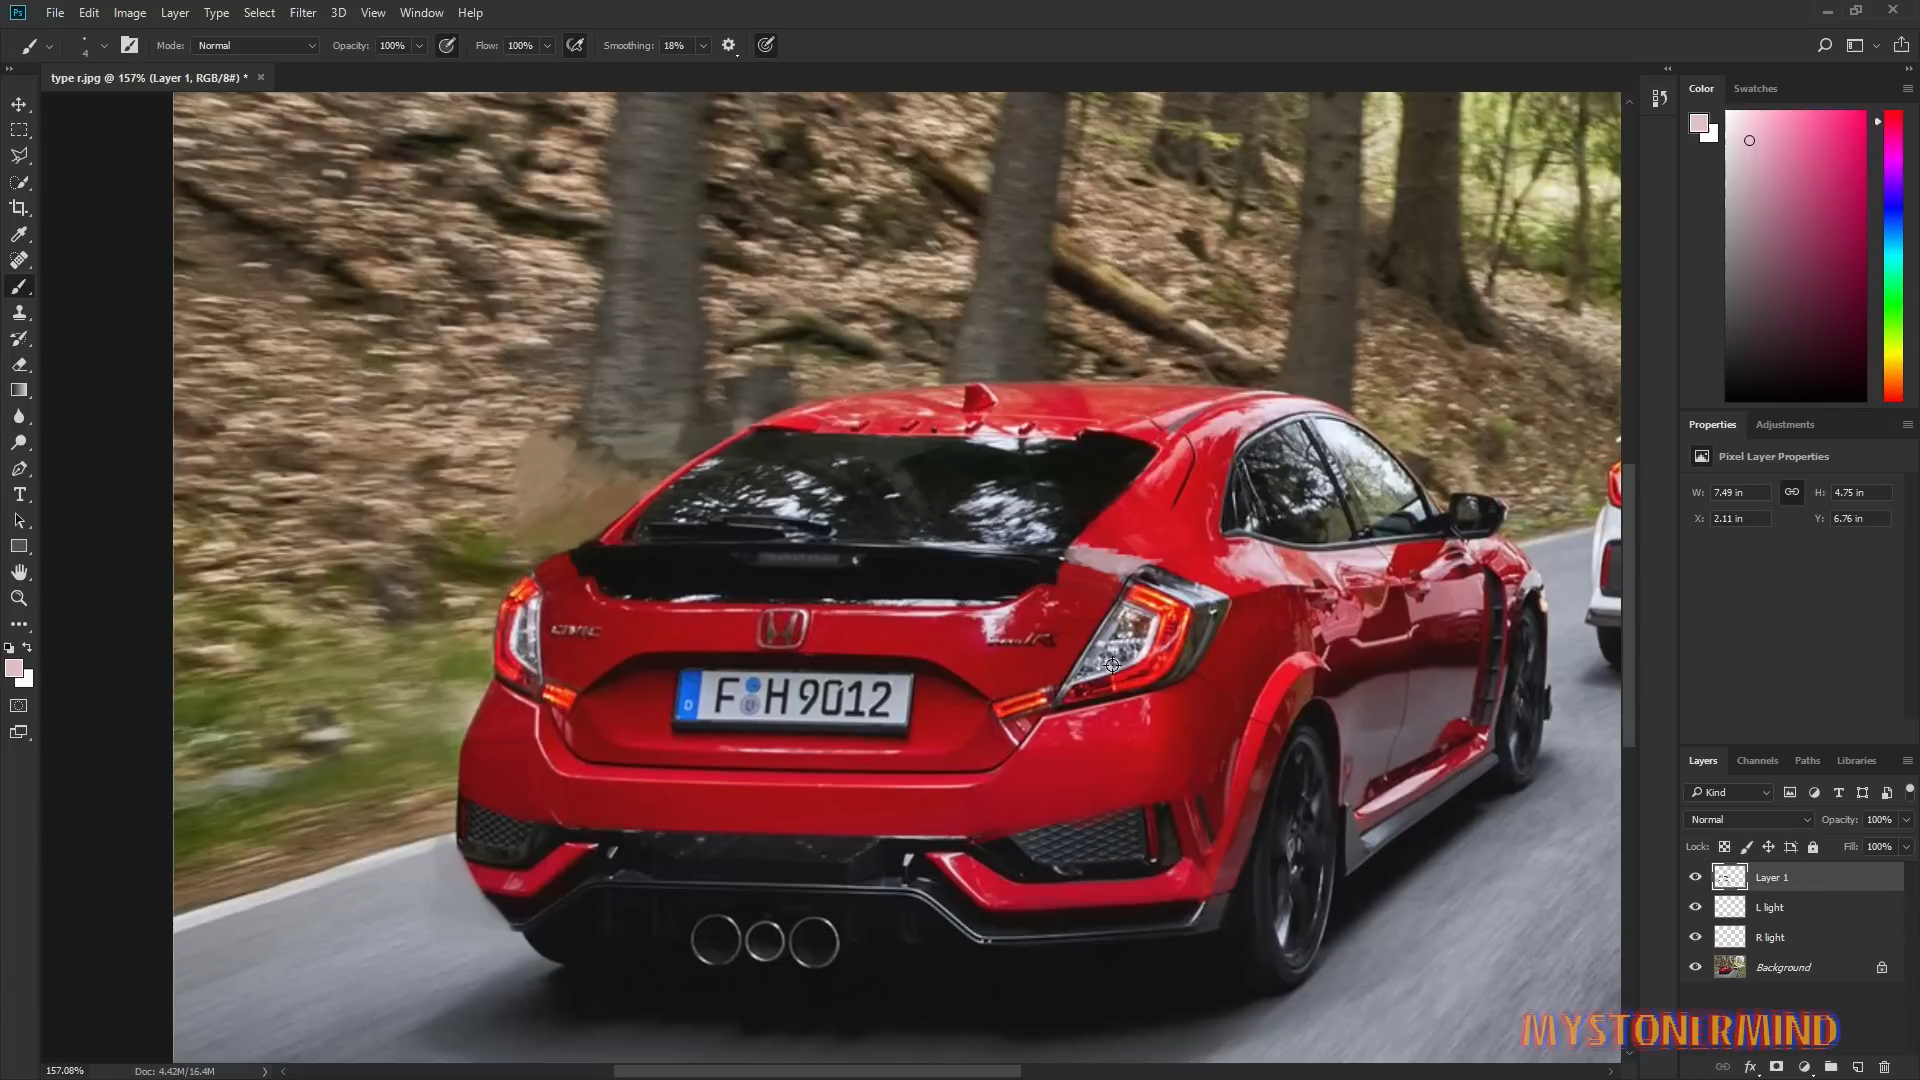 Ps File Edit Image Layer Type Select Filter 3D View Window Help
4 Mode: Normal Opacity: 100% Flow: 100% Smoothing: 18%
type r.jpg @ 157% (Layer 1, RGB/8#) *
Color Swatches
Properties Adjustments
Pixel Layer Properties
W: 7.49 in H: 4.75 in
X: 2.11 in Y: 6.76 in
CIVIC
D F H 9012
Layers Channels Paths Libraries
Kind
Normal Opacity: 100%
Lock: Fill: 100%
Layer 1
L light
R light
Background
MYSTONERMIND
157.08% Doc: 4.42M/16.4M